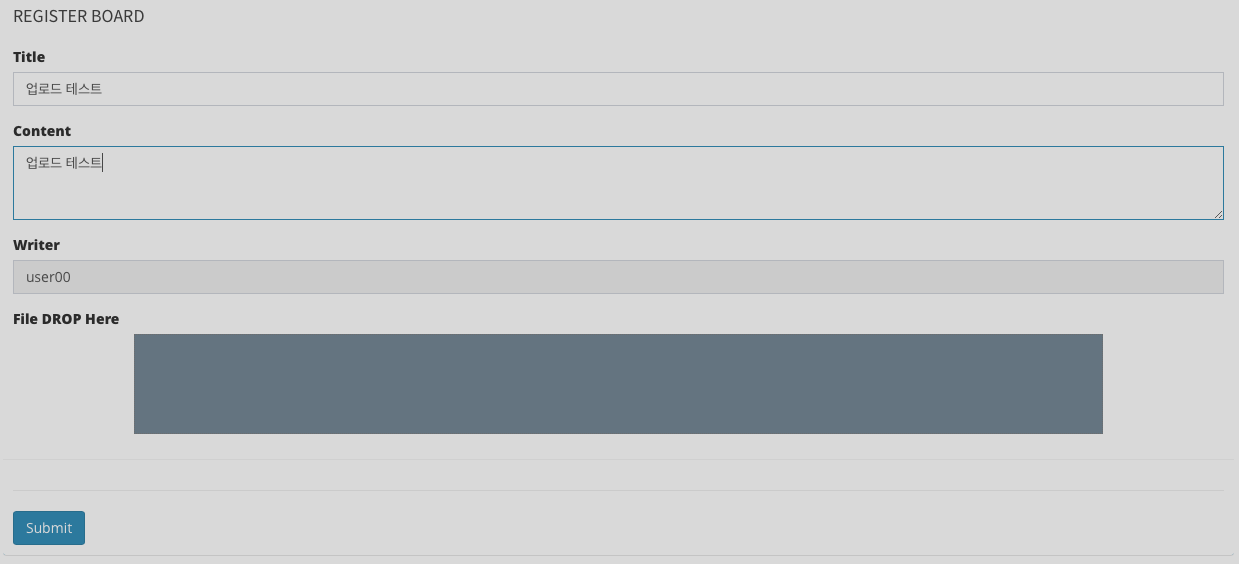 REGISTER BOARD
Title
업로드 테스트
Content
업로드 테스트
Writer
user00
File DROP Here
Submit